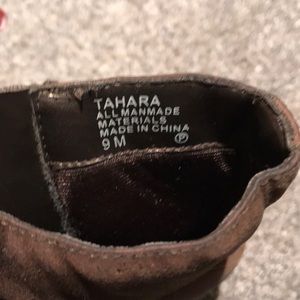 TAHARA
ALL MANMADE
MATERIALS
MADE IN CHINA
9 M
P